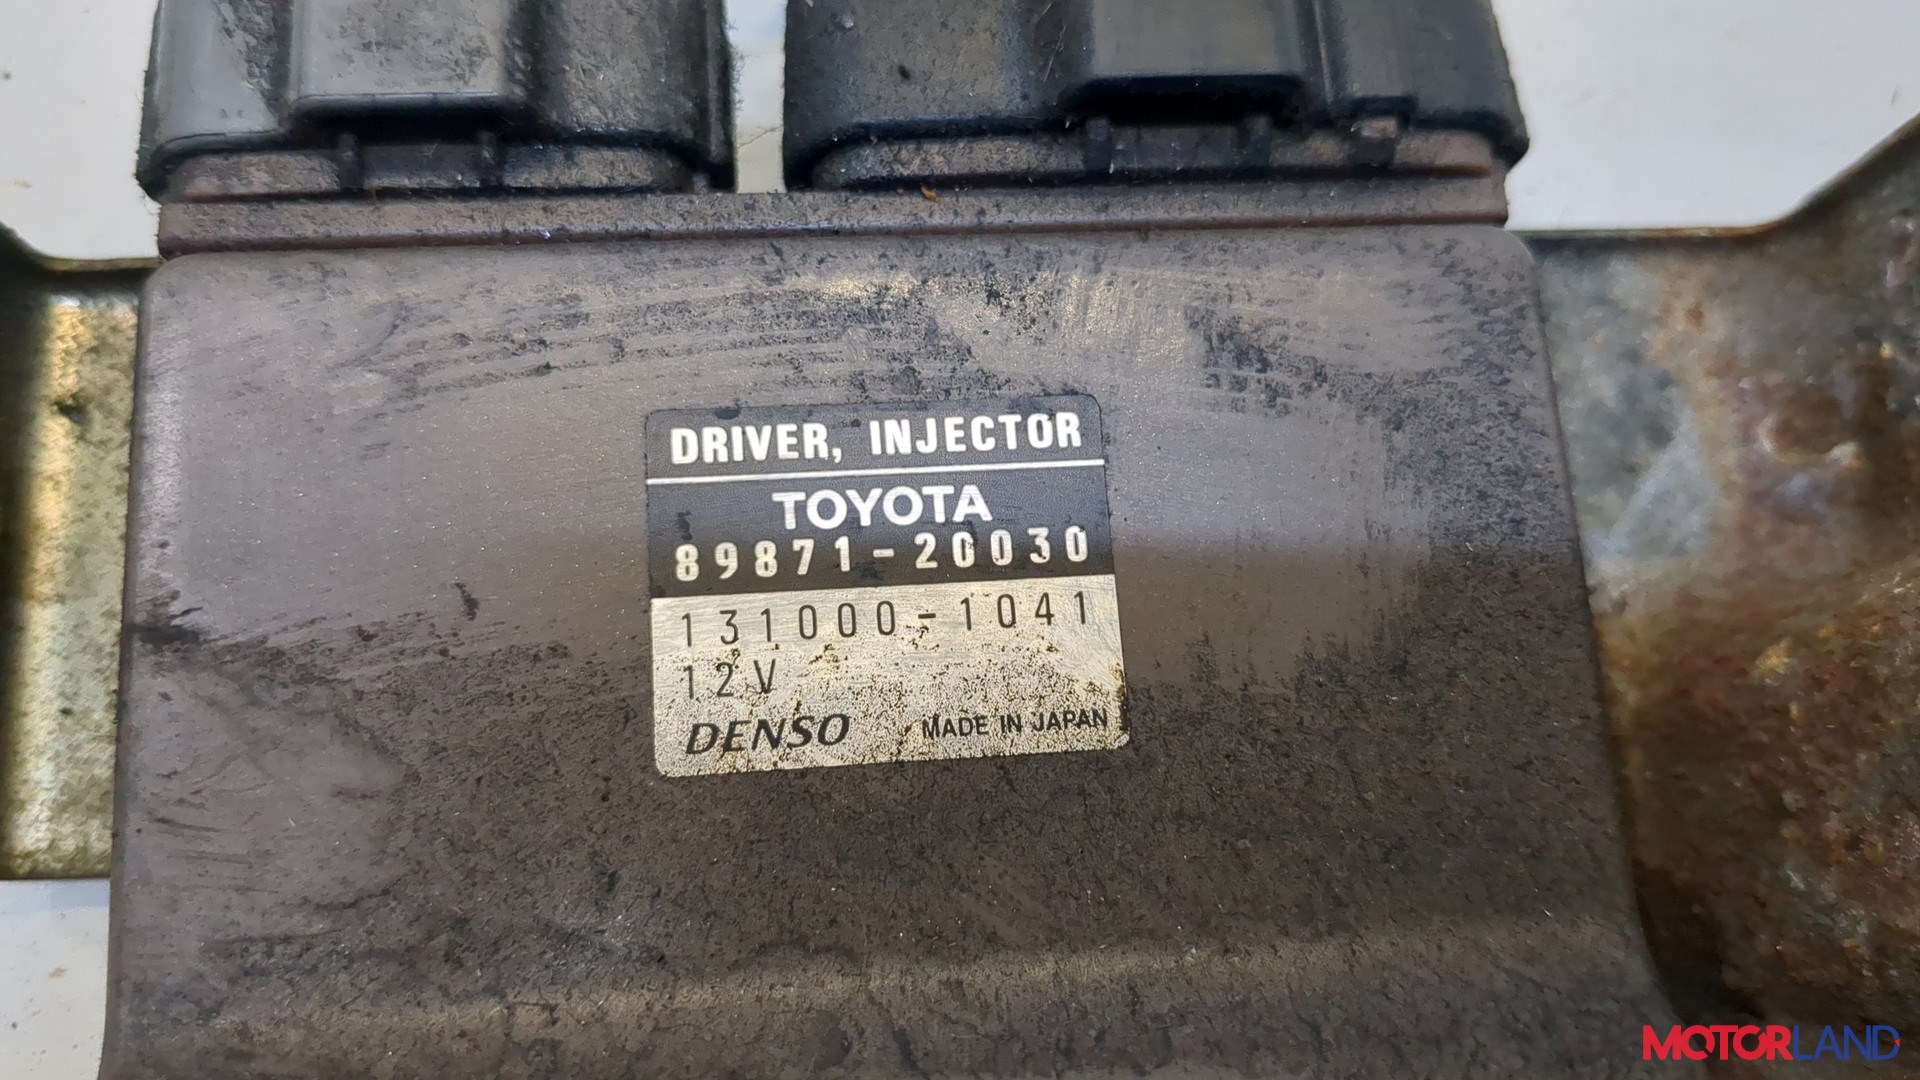 DRIVER, INJECTOR
TOYOTA
89871-20030
131000-1041
12V
DENSO MADE IN JAPAN
MOTORLAND